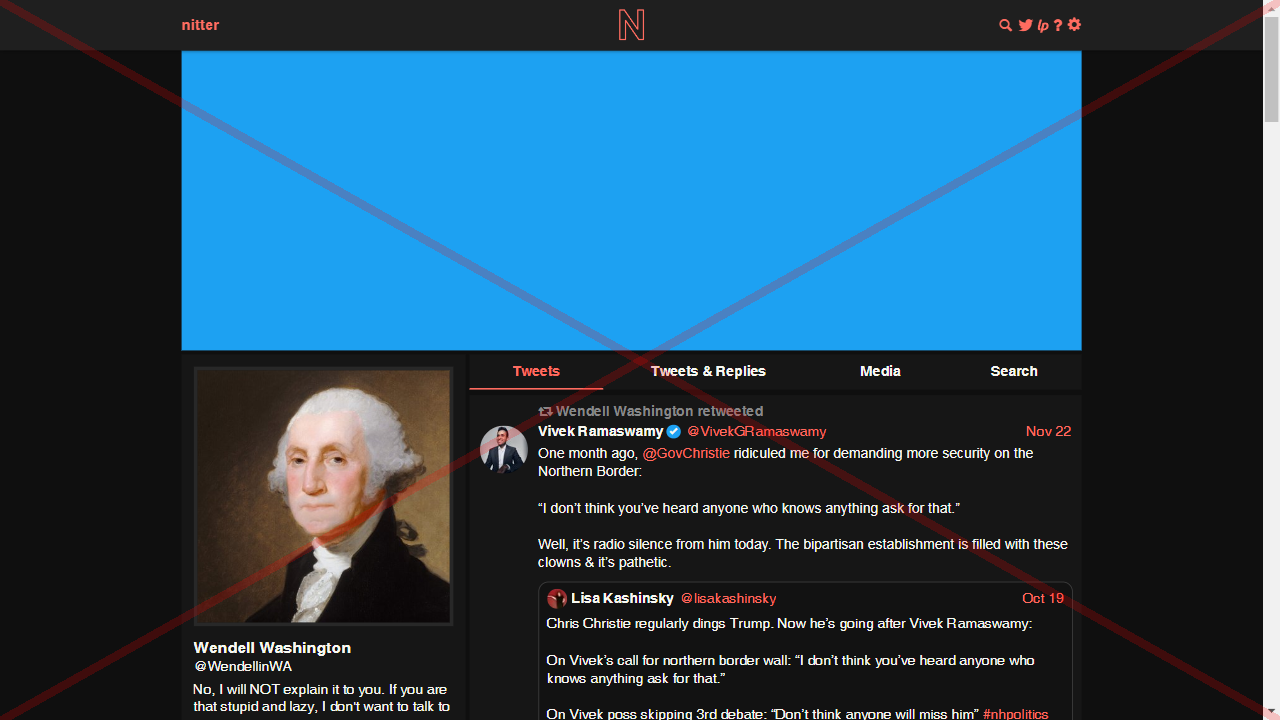 nitter
N
lp ?
Tweets
Tweets & Replies
Media
Search
Wendell Washington retweeted
Vivek Ramaswamy @VivekGRamaswamy Nov 22
One month ago, @GovChristie ridiculed me for demanding more security on the
Northern Border:
“I don’t think you’ve heard anyone who knows anything ask for that.”
Well, it’s radio silence from him today. The bipartisan establishment is filled with these
clowns & it’s pathetic.
Lisa Kashinsky @lisakashinsky Oct 19
Chris Christie regularly dings Trump. Now he’s going after Vivek Ramaswamy:
On Vivek’s call for northern border wall: “I don’t think you’ve heard anyone who
knows anything ask for that.”
On Vivek poss skipping 3rd debate: “Don’t think anyone will miss him” #nhpolitics
Wendell Washington
@WendellinWA
No, I will NOT explain it to you. If you are
that stupid and lazy, I don't want to talk to